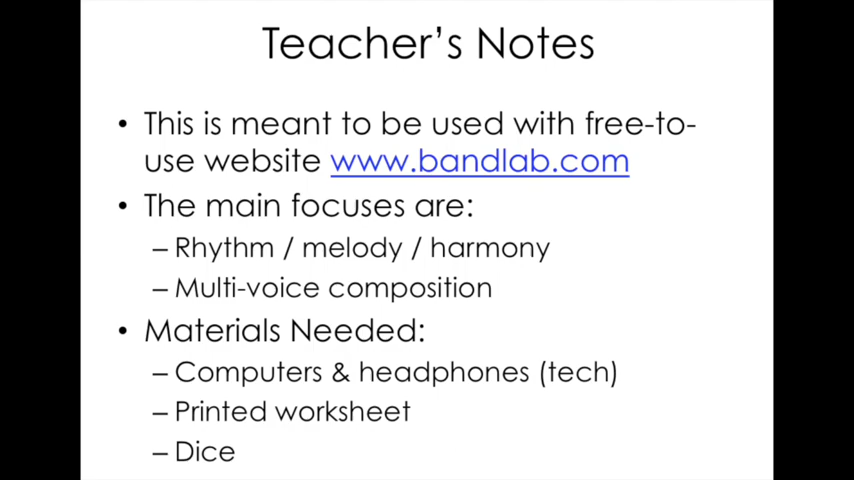 Teacher's Notes
• This is meant to be used with free-to-
use website www.bandlab.com
• The main focuses are:
– Rhythm / melody / harmony
– Multi-voice composition
• Materials Needed:
– Computers & headphones (tech)
– Printed worksheet
– Dice